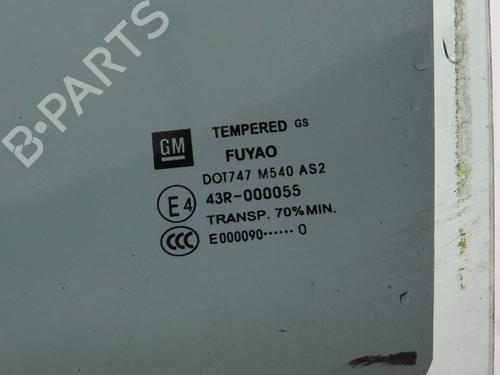 B-PARTS
GM
TEMPERED GS
FUYAO
DOT747 M540 AS2
E4 43R-000055
TRANSP. 70%MIN.
CCC E000090······0